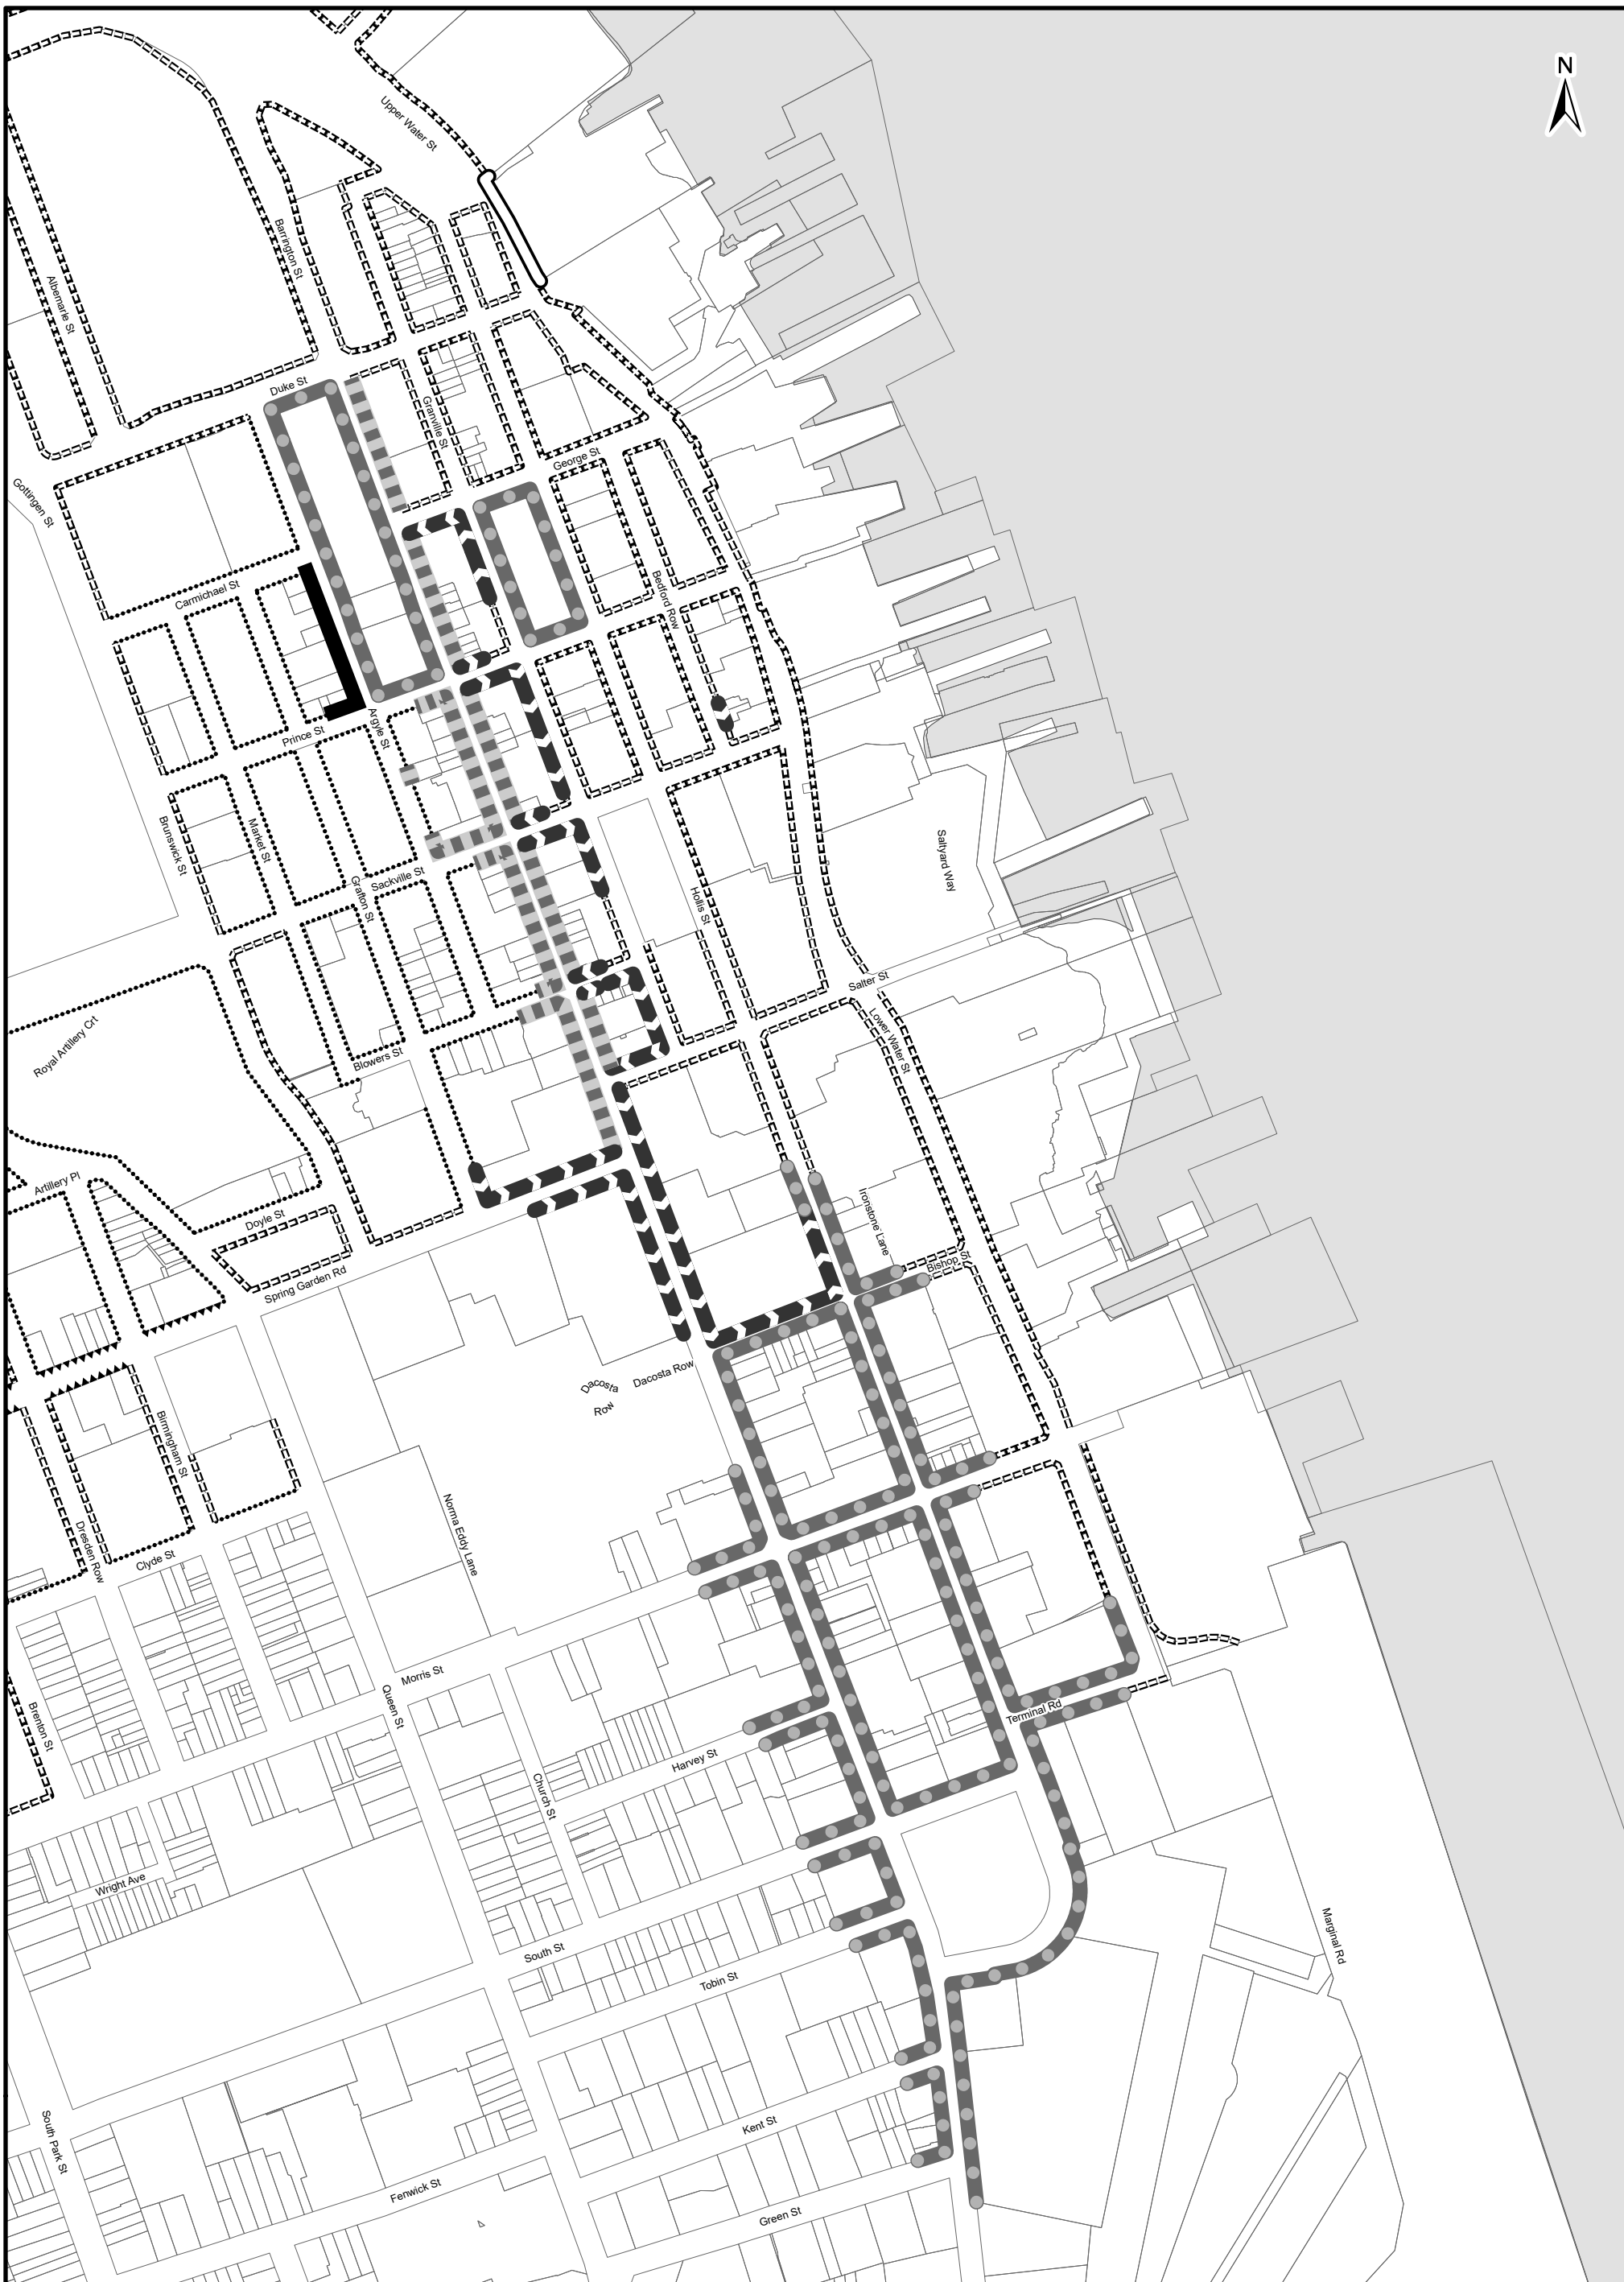 N
Upper Water St
Barrington St
Albemarle St
Duke St
Granville St
George St
Gottingen St
Carmichael St
Bedford Row
Argyle St
Prince St
Brunswick St
Market St
Grafton St
Sackville St
Hollis St
Saltyard Way
Salter St
Lower Water St
Royal Artillery Crt
Blowers St
Artillery Pl
Doyle St
Ironstone Lane
Bishop St
Spring Garden Rd
Dacosta Row
Dacosta
Row
Birmingham St
Dresden Row
Clyde St
Norma Eddy Lane
Morris St
Queen St
Brenton St
Terminal Rd
Harvey St
Church St
Wright Ave
South St
Tobin St
Marginal Rd
South Park St
Kent St
Fenwick St
Green St